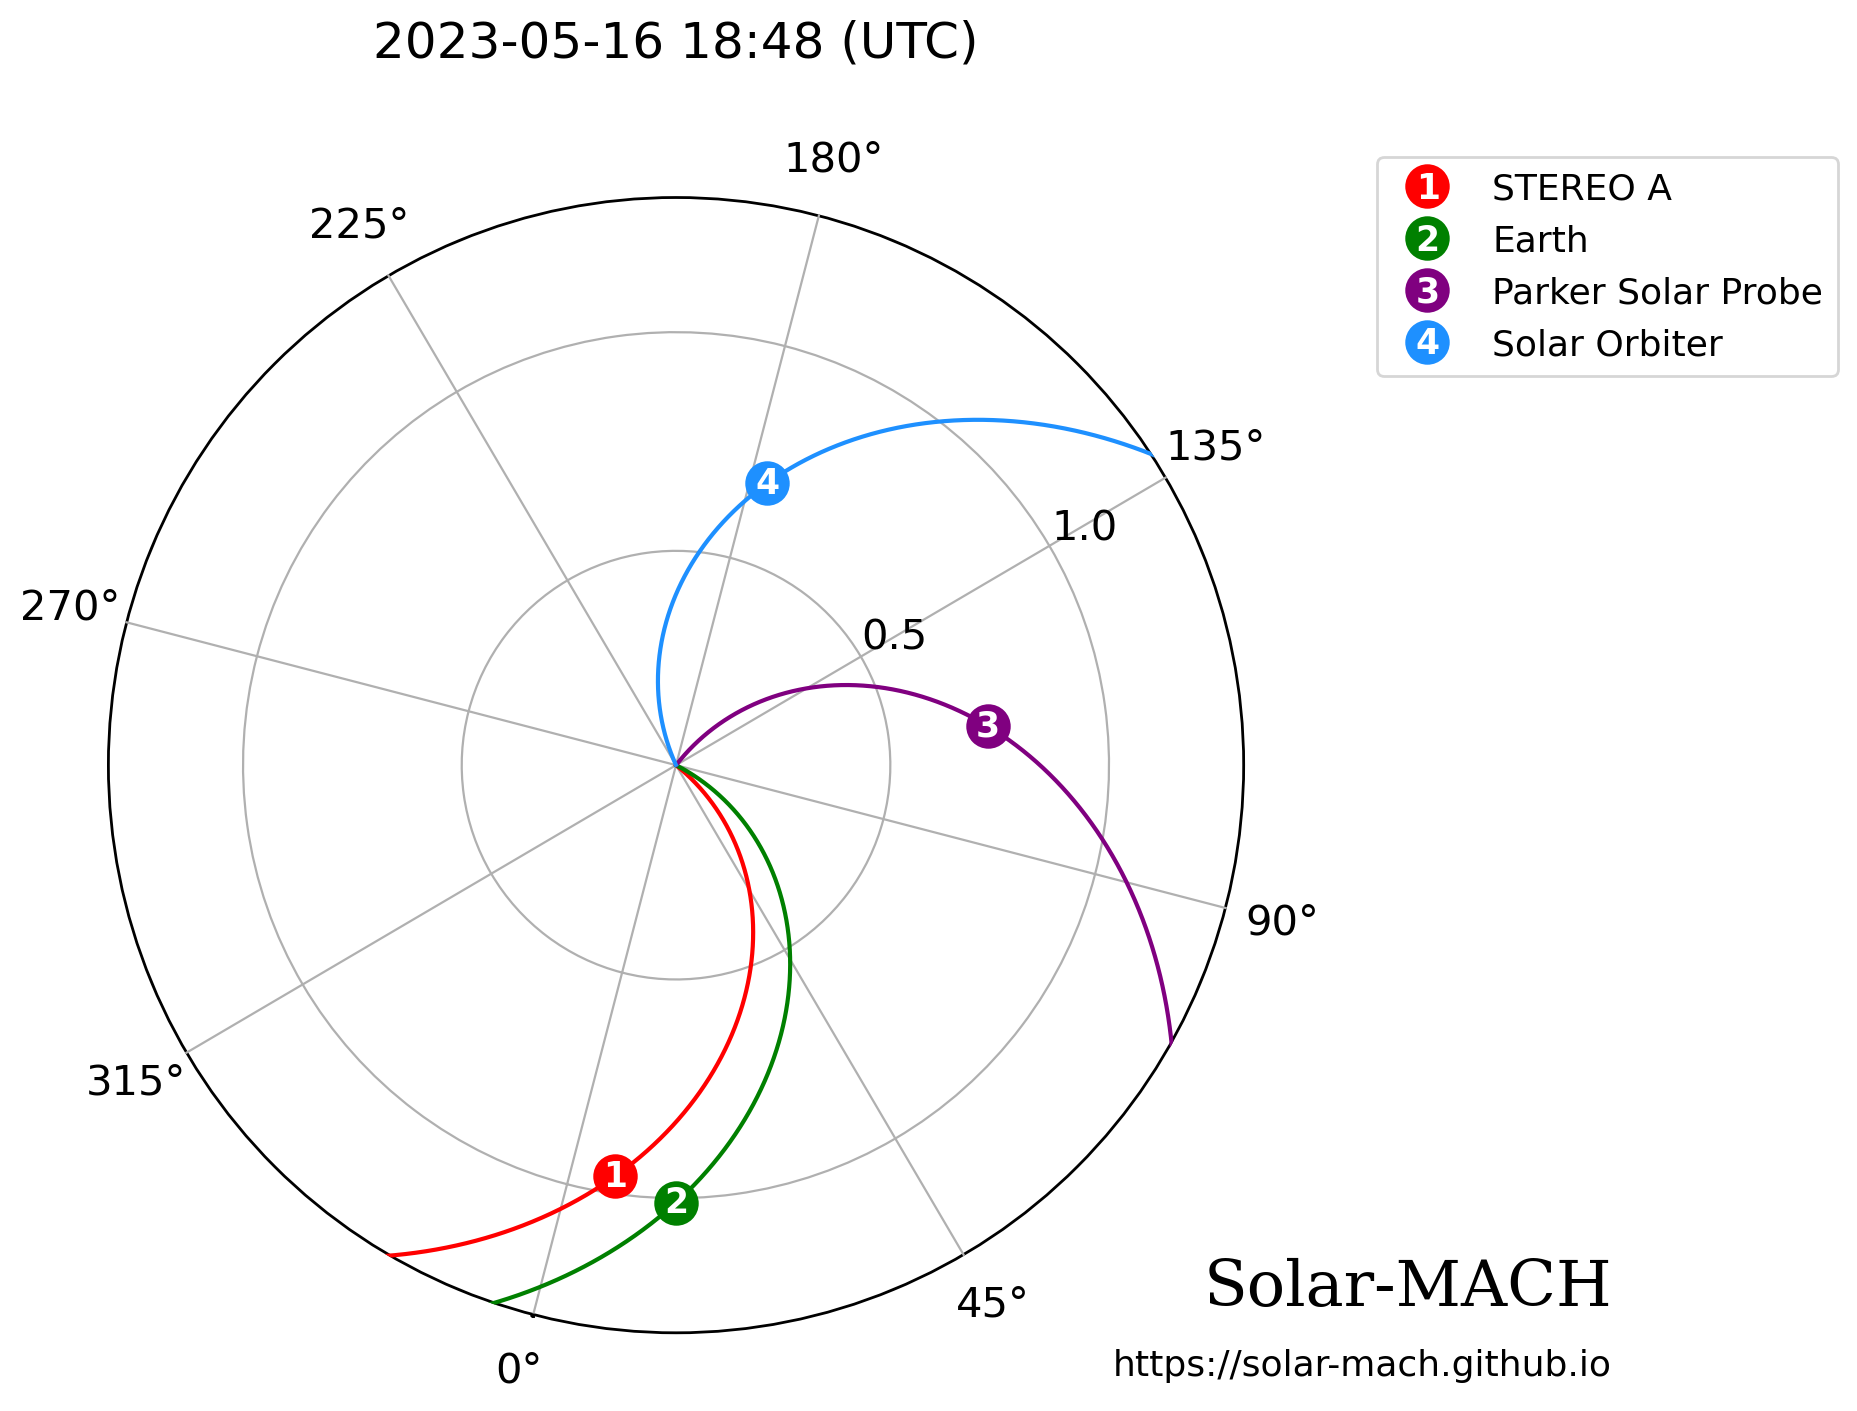 2023-05-16 18:48 (UTC)
180°
225°
1 STEREO A
2 Earth
3 Parker Solar Probe
4 Solar Orbiter
135°
4
1.0
270°
0.5
3
90°
315°
1
2
45°
0°
Solar-MACH
https://solar-mach.github.io